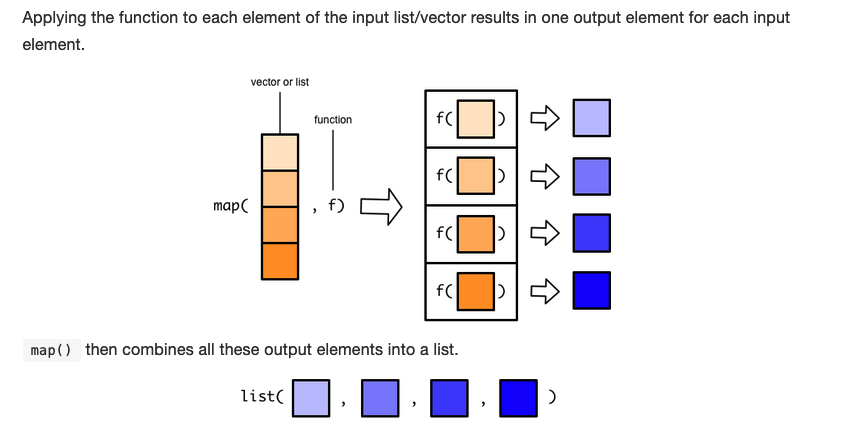 Applying the function to each element of the input list/vector results in one output element for each input
element.
vector or list
function
map( , f)
f( )
f( )
f( )
f( )
map() then combines all these output elements into a list.
list( , , , )